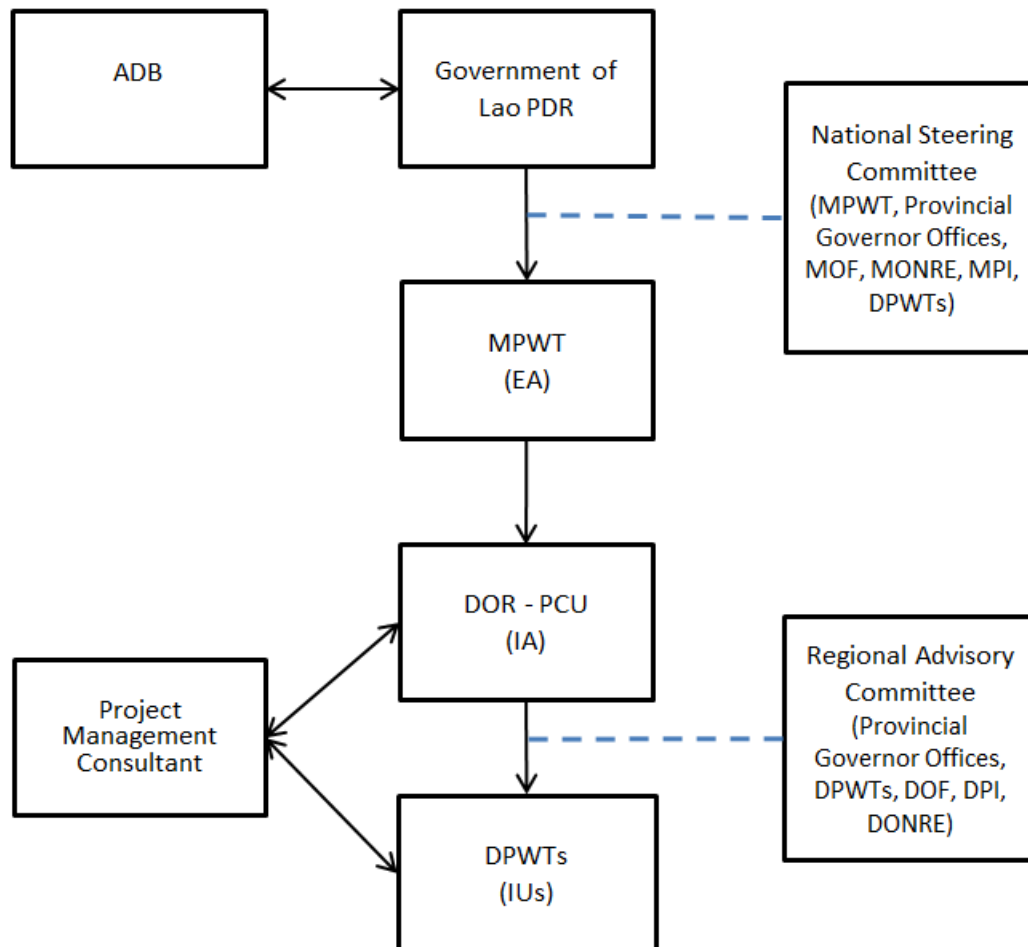 ADB
Government of
Lao PDR
National Steering
Committee
(MPWT, Provincial
Governor Offices,
MOF, MONRE, MPI,
DPWTs)
MPWT
(EA)
DOR - PCU
(IA)
Project
Management
Consultant
Regional Advisory
Committee
(Provincial
Governor Offices,
DPWTs, DOF, DPI,
DONRE)
DPWTs
(IUs)